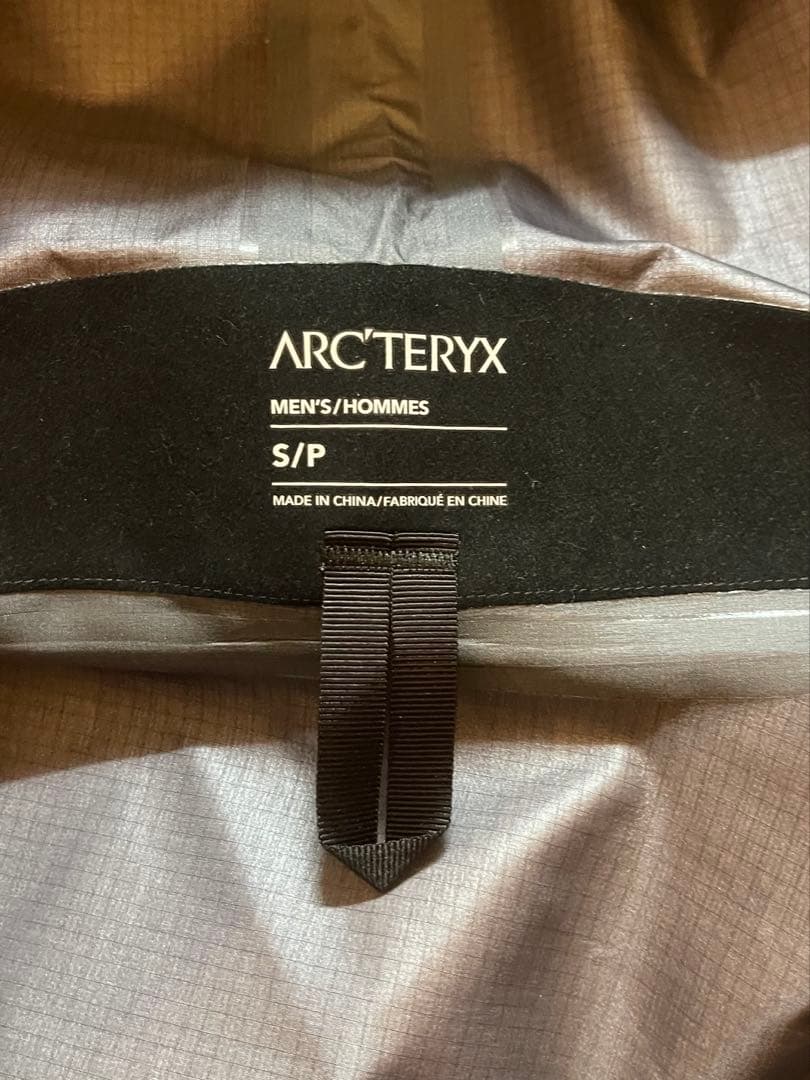 ARC'TERYX
MEN'S/HOMMES
S/P
MADE IN CHINA/FABRIQUÉ EN CHINE